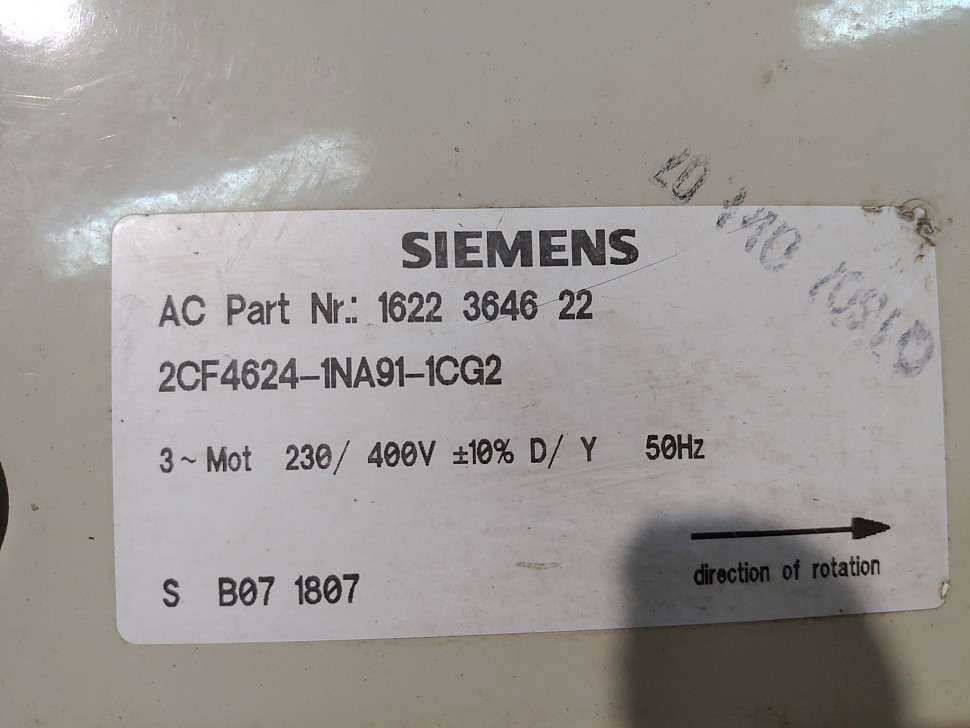 SIEMENS
AC Part Nr.: 1622 3646 22
2CF4624-1NA91-1CG2
3~Mot 230/ 400V ±10% D/ Y 50Hz
direction of rotation
S B07 1807